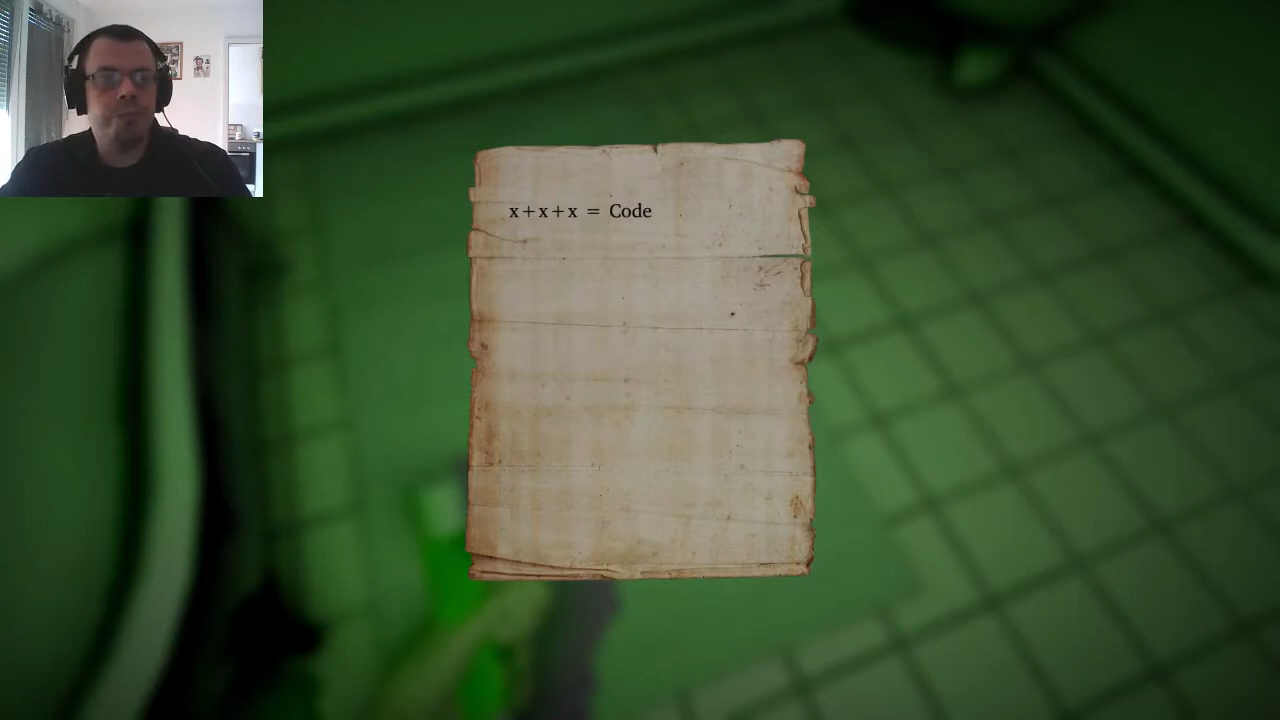 x+x+x = Code